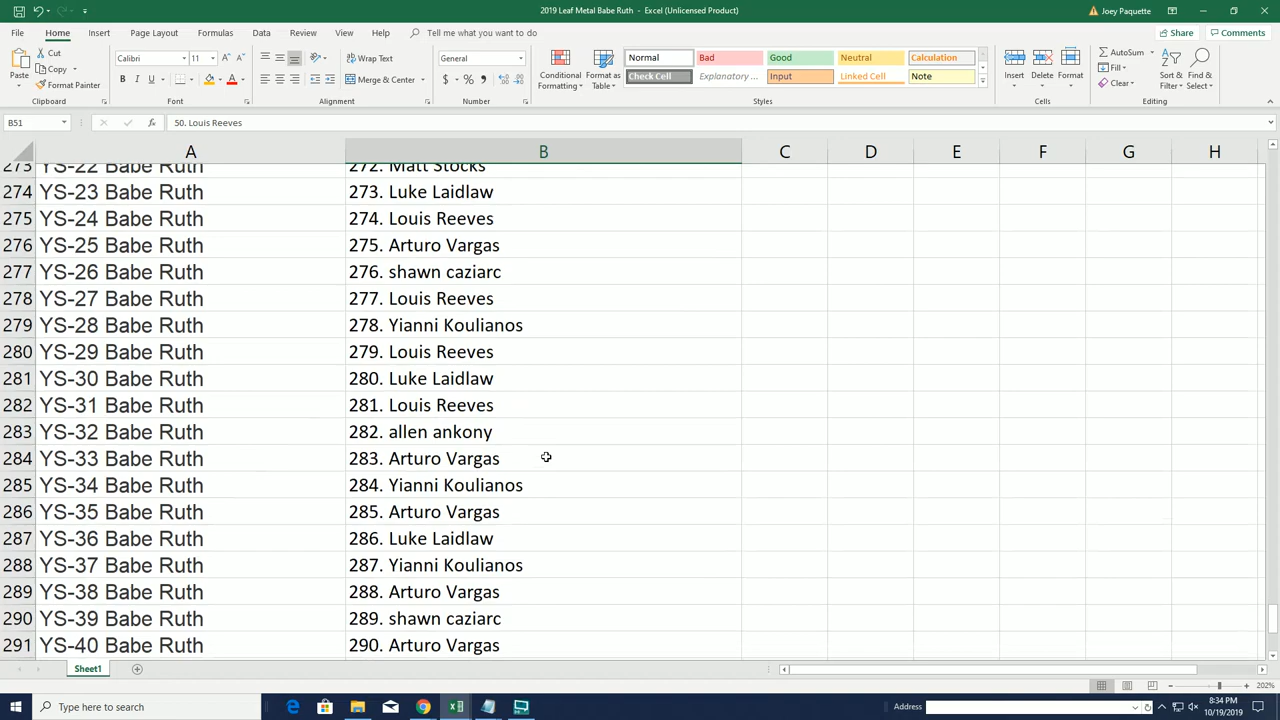 2019 Leaf Metal Babe Ruth - Excel (Unlicensed Product)
Joey Paquette
File Home Insert Page Layout Formulas Data Review View Help Tell me what you want to do
Share Comments
Paste
Cut
Copy
Format Painter
Clipboard
Calibri 11
B I U
Font
Wrap Text
Merge & Center
Alignment
General
$ % ,
Number
Conditional Formatting
Format as Table
Normal Bad Good Neutral Calculation
Check Cell Explanatory ... Input Linked Cell Note
Styles
Insert Delete Format
Cells
AutoSum
Fill
Clear
Sort & Filter
Find & Select
Editing
B51 fx 50. Louis Reeves
A B C D E F G H
273 YS-22 Babe Ruth 272. Matt Stocks
274 YS-23 Babe Ruth 273. Luke Laidlaw
275 YS-24 Babe Ruth 274. Louis Reeves
276 YS-25 Babe Ruth 275. Arturo Vargas
277 YS-26 Babe Ruth 276. shawn caziarc
278 YS-27 Babe Ruth 277. Louis Reeves
279 YS-28 Babe Ruth 278. Yianni Koulianos
280 YS-29 Babe Ruth 279. Louis Reeves
281 YS-30 Babe Ruth 280. Luke Laidlaw
282 YS-31 Babe Ruth 281. Louis Reeves
283 YS-32 Babe Ruth 282. allen ankony
284 YS-33 Babe Ruth 283. Arturo Vargas
285 YS-34 Babe Ruth 284. Yianni Koulianos
286 YS-35 Babe Ruth 285. Arturo Vargas
287 YS-36 Babe Ruth 286. Luke Laidlaw
288 YS-37 Babe Ruth 287. Yianni Koulianos
289 YS-38 Babe Ruth 288. Arturo Vargas
290 YS-39 Babe Ruth 289. shawn caziarc
291 YS-40 Babe Ruth 290. Arturo Vargas
Sheet1
202%
Type here to search
Address
8:34 PM
10/19/2019